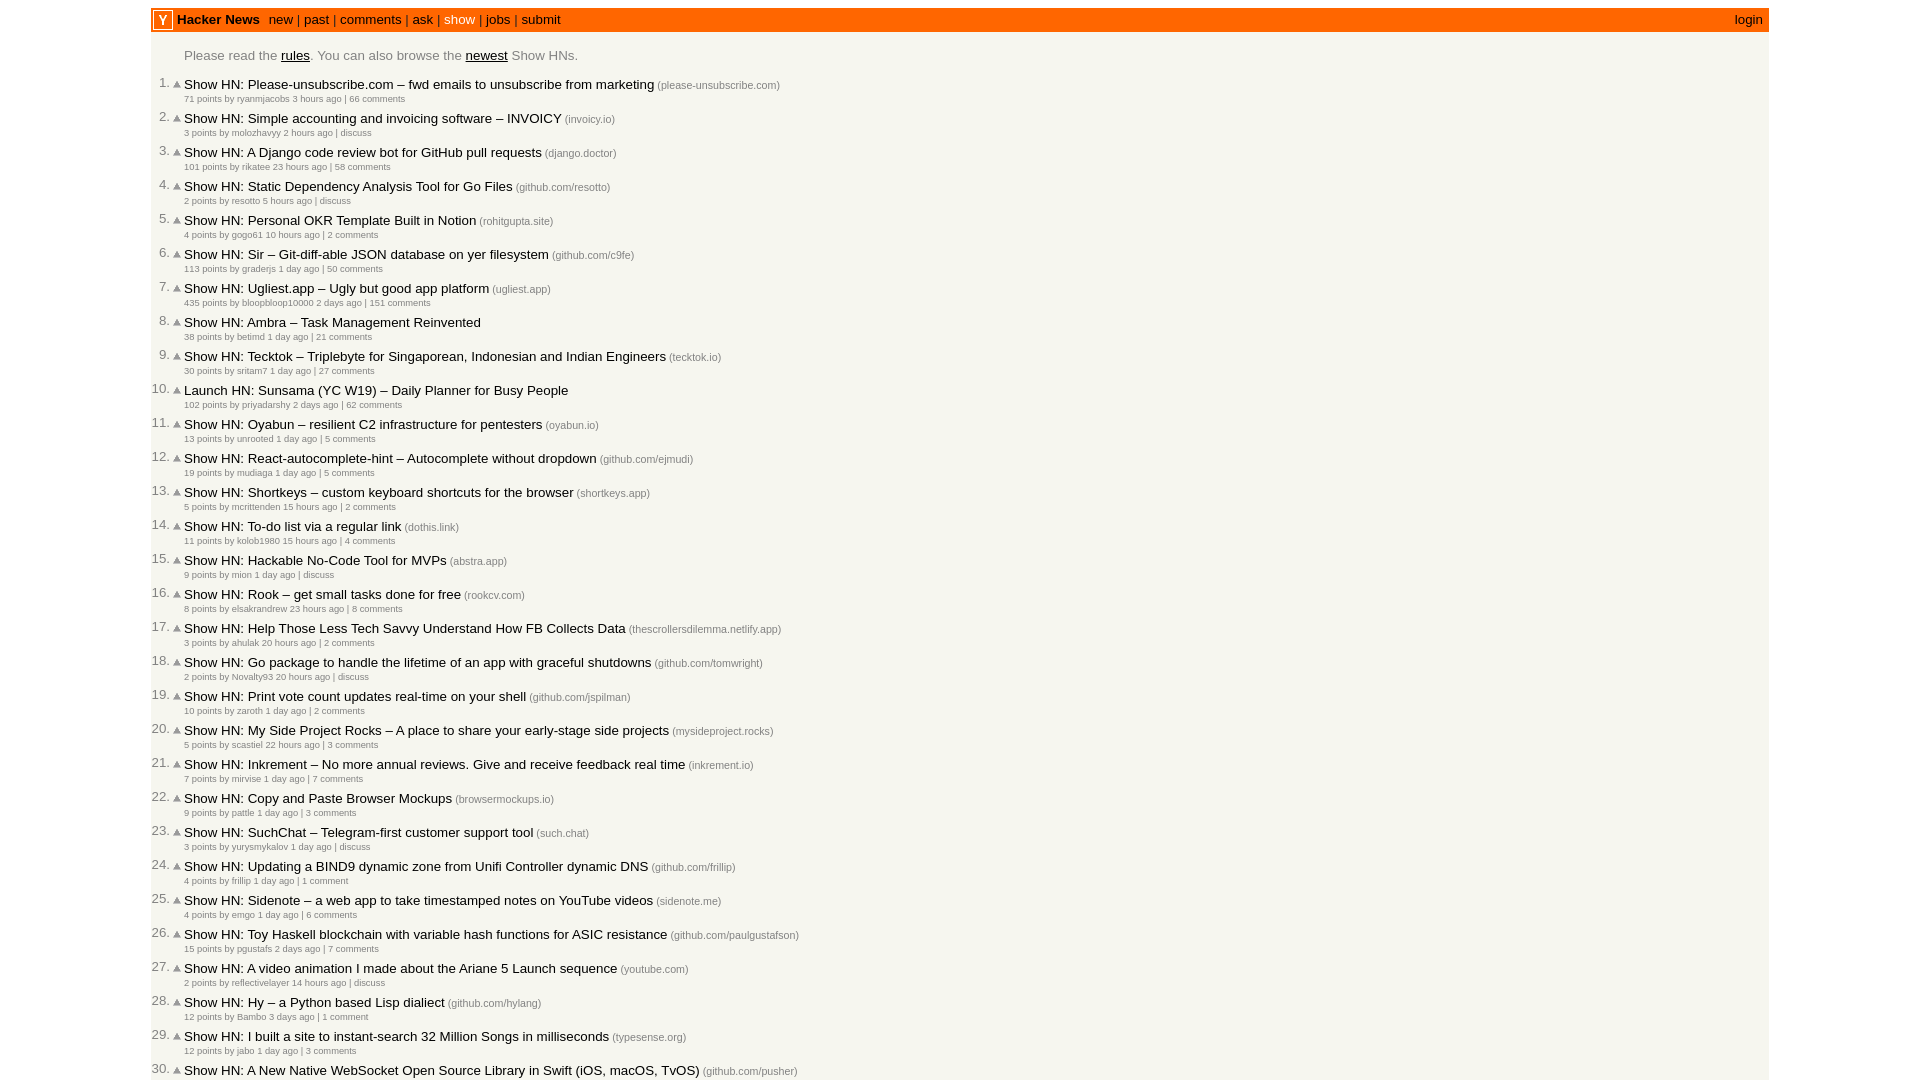 Y Hacker News new | past | comments | ask | show | jobs | submit login
Please read the rules. You can also browse the newest Show HNs.
1. Show HN: Please-unsubscribe.com – fwd emails to unsubscribe from marketing (please-unsubscribe.com)
71 points by ryanmjacobs 3 hours ago | 66 comments
2. Show HN: Simple accounting and invoicing software – INVOICY (invoicy.io)
3 points by molozhavyy 2 hours ago | discuss
3. Show HN: A Django code review bot for GitHub pull requests (django.doctor)
101 points by rikatee 23 hours ago | 58 comments
4. Show HN: Static Dependency Analysis Tool for Go Files (github.com/resotto)
2 points by resotto 5 hours ago | discuss
5. Show HN: Personal OKR Template Built in Notion (rohitgupta.site)
4 points by gogo61 10 hours ago | 2 comments
6. Show HN: Sir – Git-diff-able JSON database on yer filesystem (github.com/c9fe)
113 points by graderjs 1 day ago | 50 comments
7. Show HN: Ugliest.app – Ugly but good app platform (ugliest.app)
435 points by bloopbloop10000 2 days ago | 151 comments
8. Show HN: Ambra – Task Management Reinvented
38 points by betimd 1 day ago | 21 comments
9. Show HN: Tecktok – Triplebyte for Singaporean, Indonesian and Indian Engineers (tecktok.io)
30 points by sritam7 1 day ago | 27 comments
10. Launch HN: Sunsama (YC W19) – Daily Planner for Busy People
102 points by priyadarshy 2 days ago | 62 comments
11. Show HN: Oyabun – resilient C2 infrastructure for pentesters (oyabun.io)
13 points by unrooted 1 day ago | 5 comments
12. Show HN: React-autocomplete-hint – Autocomplete without dropdown (github.com/ejmudi)
19 points by mudiaga 1 day ago | 5 comments
13. Show HN: Shortkeys – custom keyboard shortcuts for the browser (shortkeys.app)
5 points by mcrittenden 15 hours ago | 2 comments
14. Show HN: To-do list via a regular link (dothis.link)
11 points by kolob1980 15 hours ago | 4 comments
15. Show HN: Hackable No-Code Tool for MVPs (abstra.app)
9 points by mion 1 day ago | discuss
16. Show HN: Rook – get small tasks done for free (rookcv.com)
8 points by elsakrandrew 23 hours ago | 8 comments
17. Show HN: Help Those Less Tech Savvy Understand How FB Collects Data (thescrollersdilemma.netlify.app)
3 points by ahulak 20 hours ago | 2 comments
18. Show HN: Go package to handle the lifetime of an app with graceful shutdowns (github.com/tomwright)
2 points by Novalty93 20 hours ago | discuss
19. Show HN: Print vote count updates real-time on your shell (github.com/jspilman)
10 points by zaroth 1 day ago | 2 comments
20. Show HN: My Side Project Rocks – A place to share your early-stage side projects (mysideproject.rocks)
5 points by scastiel 22 hours ago | 3 comments
21. Show HN: Inkrement – No more annual reviews. Give and receive feedback real time (inkrement.io)
7 points by mirvise 1 day ago | 7 comments
22. Show HN: Copy and Paste Browser Mockups (browsermockups.io)
9 points by pattle 1 day ago | 3 comments
23. Show HN: SuchChat – Telegram-first customer support tool (such.chat)
3 points by yurysmykalov 1 day ago | discuss
24. Show HN: Updating a BIND9 dynamic zone from Unifi Controller dynamic DNS (github.com/frillip)
4 points by frillip 1 day ago | 1 comment
25. Show HN: Sidenote – a web app to take timestamped notes on YouTube videos (sidenote.me)
4 points by emgo 1 day ago | 6 comments
26. Show HN: Toy Haskell blockchain with variable hash functions for ASIC resistance (github.com/paulgustafson)
15 points by pgustafs 2 days ago | 7 comments
27. Show HN: A video animation I made about the Ariane 5 Launch sequence (youtube.com)
2 points by reflectivelayer 14 hours ago | discuss
28. Show HN: Hy – a Python based Lisp dialiect (github.com/hylang)
12 points by Bambo 3 days ago | 1 comment
29. Show HN: I built a site to instant-search 32 Million Songs in milliseconds (typesense.org)
12 points by jabo 1 day ago | 3 comments
30. Show HN: A New Native WebSocket Open Source Library in Swift (iOS, macOS, TvOS) (github.com/pusher)